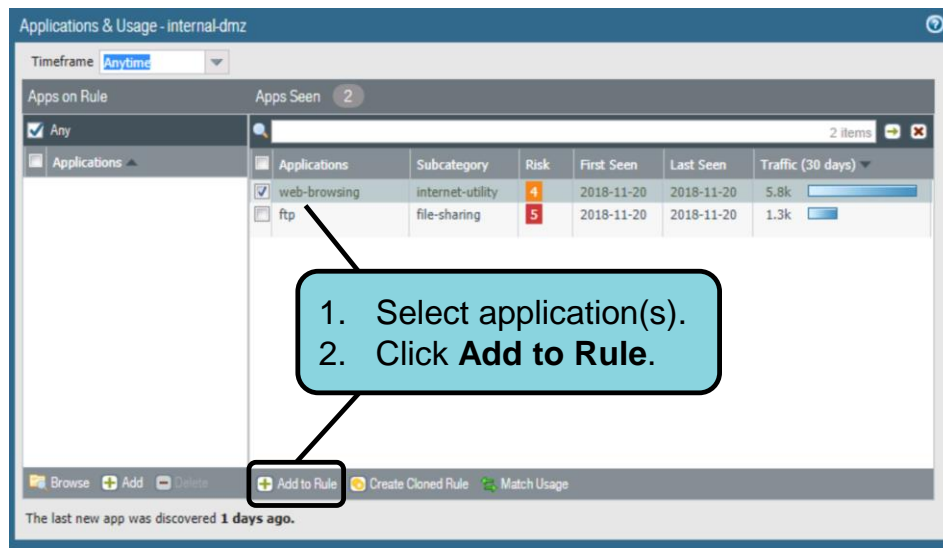 Applications & Usage - internal-dmz
Timeframe Anytime
Apps on Rule Apps Seen 2
Any 2 items
Applications Applications Subcategory Risk First Seen Last Seen Traffic (30 days)
web-browsing internet-utility 4 2018-11-20 2018-11-20 5.8k
ftp file-sharing 5 2018-11-20 2018-11-20 1.3k
1. Select application(s).
2. Click Add to Rule.
Browse Add Delete Add to Rule Create Cloned Rule Match Usage
The last new app was discovered 1 days ago.